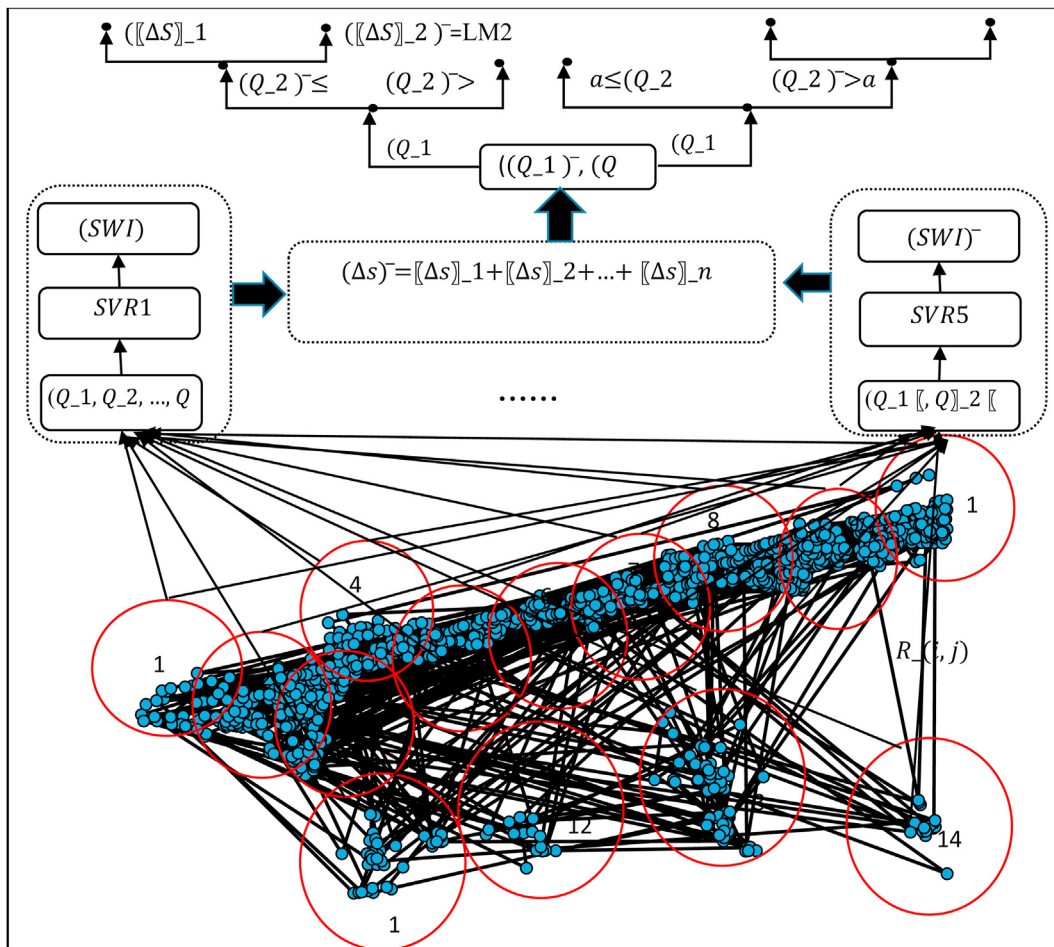 (〖ΔS〗_1 (〖ΔS〗_2 )¯=LM2
(Q_2 )¯≤ (Q_2 )¯> a≤(Q_2 (Q_2 )¯>a
(Q_1 (Q_1
((Q_1 )¯, (Q
(SWI)
SVR1
(Q_1, Q_2, …, Q
(Δs)¯=〖Δs〗_1+〖Δs〗_2+…+ 〖Δs〗_n
(SWI)¯
SVR5
(Q_1 〖, Q〗_2 〖
……
1
8
4
1
R_(i, j)
12
14
1